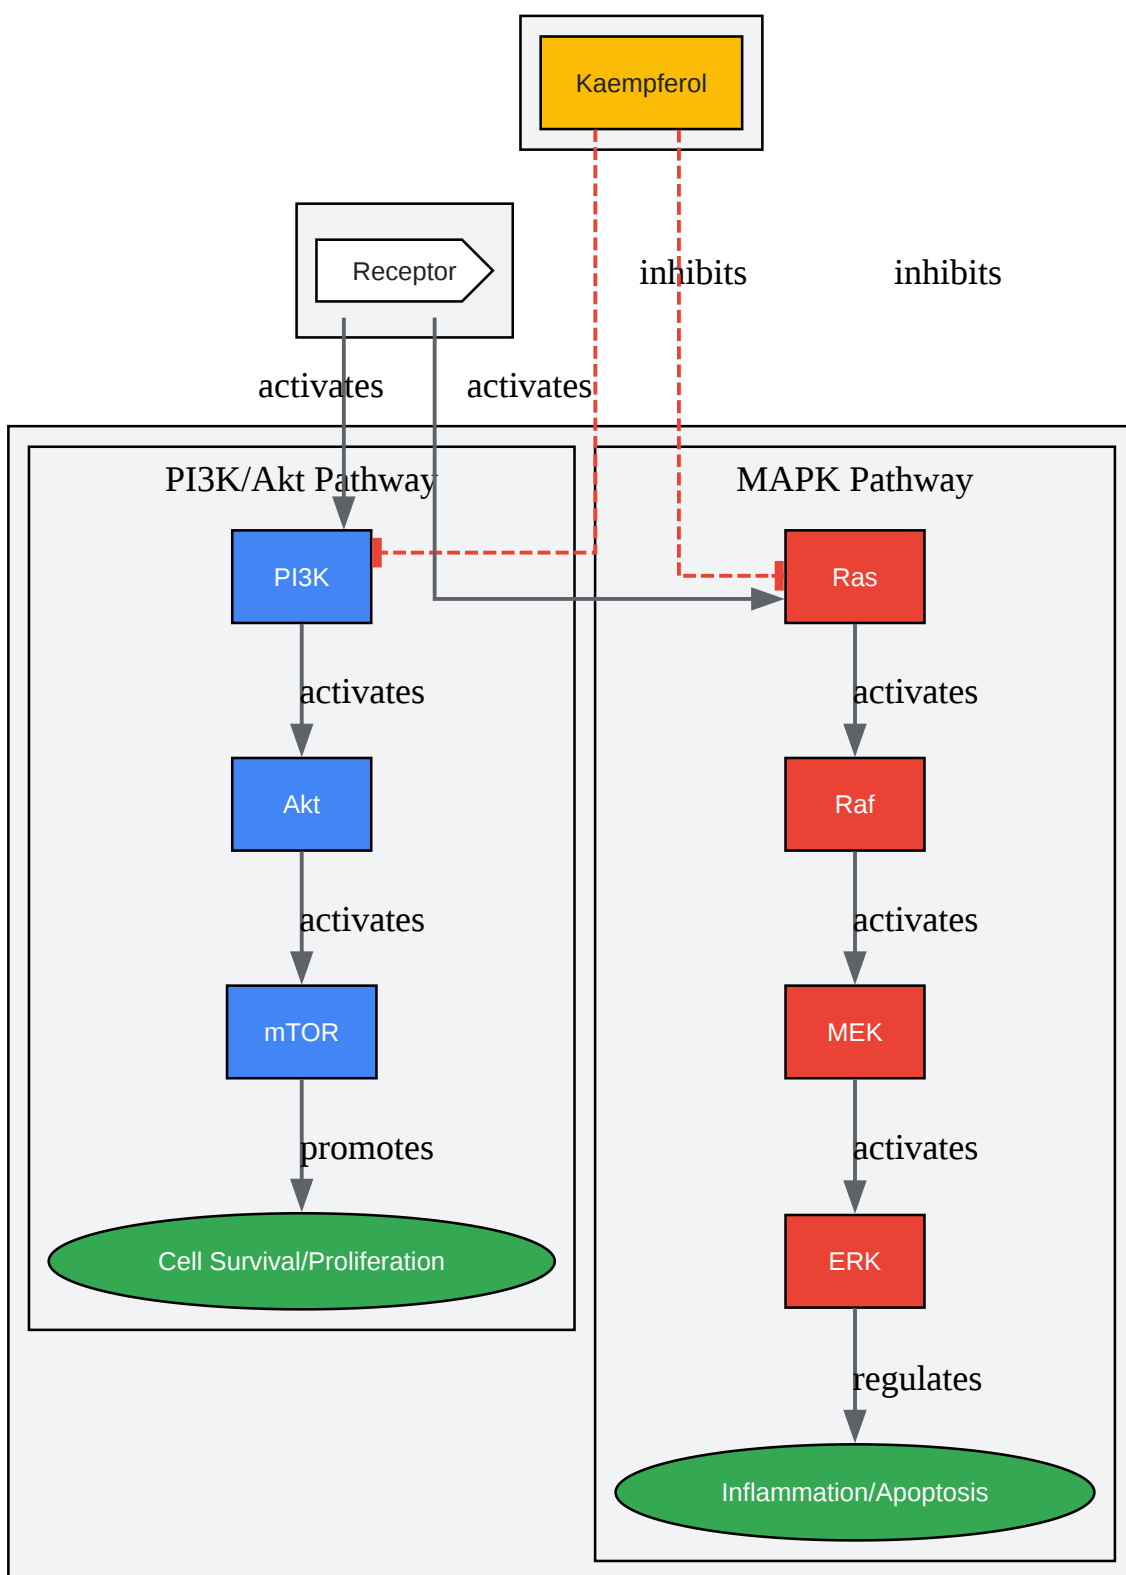 Kaempferol
Receptor
inhibits
inhibits
activates
activates
PI3K/Akt Pathway
MAPK Pathway
PI3K
Ras
activates
activates
Akt
Raf
activates
activates
mTOR
MEK
promotes
activates
Cell Survival/Proliferation
ERK
regulates
Inflammation/Apoptosis